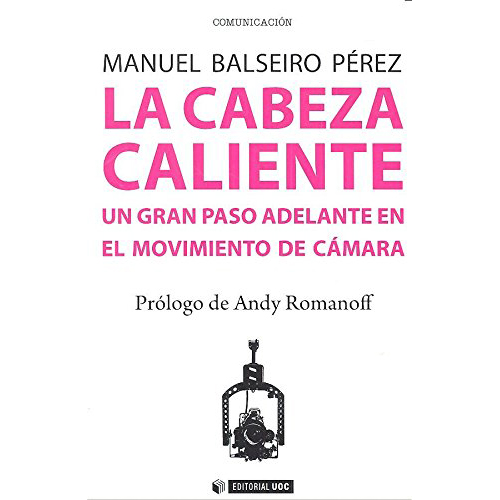 COMUNICACIÓN
MANUEL BALSEIRO PÉREZ
LA CABEZA
CALIENTE
UN GRAN PASO ADELANTE EN
EL MOVIMIENTO DE CÁMARA
Prólogo de Andy Romanoff
EDITORIAL UOC